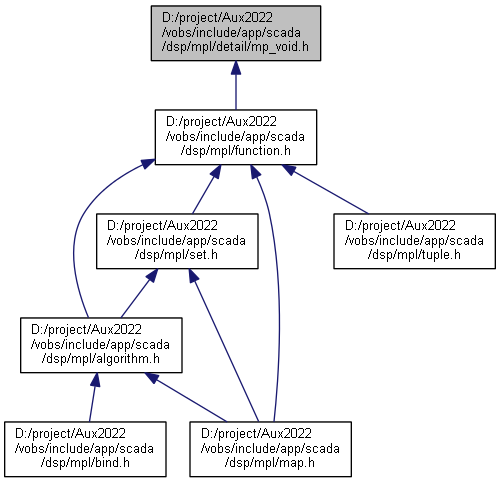 D:/project/Aux2022
/vobs/include/app/scada
/dsp/mpl/detail/mp_void.h
D:/project/Aux2022
/vobs/include/app/scada
/dsp/mpl/function.h
D:/project/Aux2022
/vobs/include/app/scada
/dsp/mpl/set.h
D:/project/Aux2022
/vobs/include/app/scada
/dsp/mpl/tuple.h
D:/project/Aux2022
/vobs/include/app/scada
/dsp/mpl/algorithm.h
D:/project/Aux2022
/vobs/include/app/scada
/dsp/mpl/bind.h
D:/project/Aux2022
/vobs/include/app/scada
/dsp/mpl/map.h